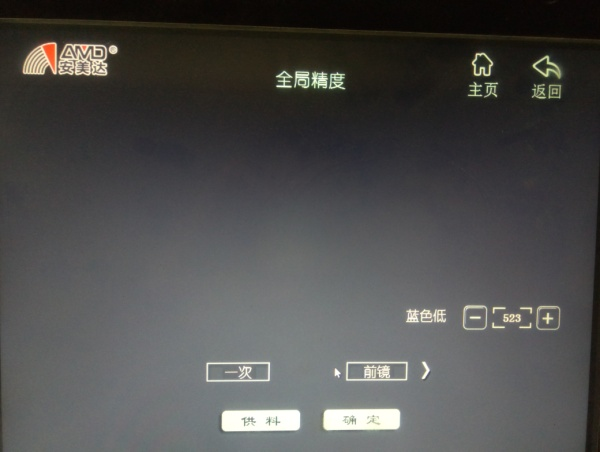 AMD®
安美达
全局精度
主页
返回
蓝色低 - 523 +
一次
前镜
供料
确定